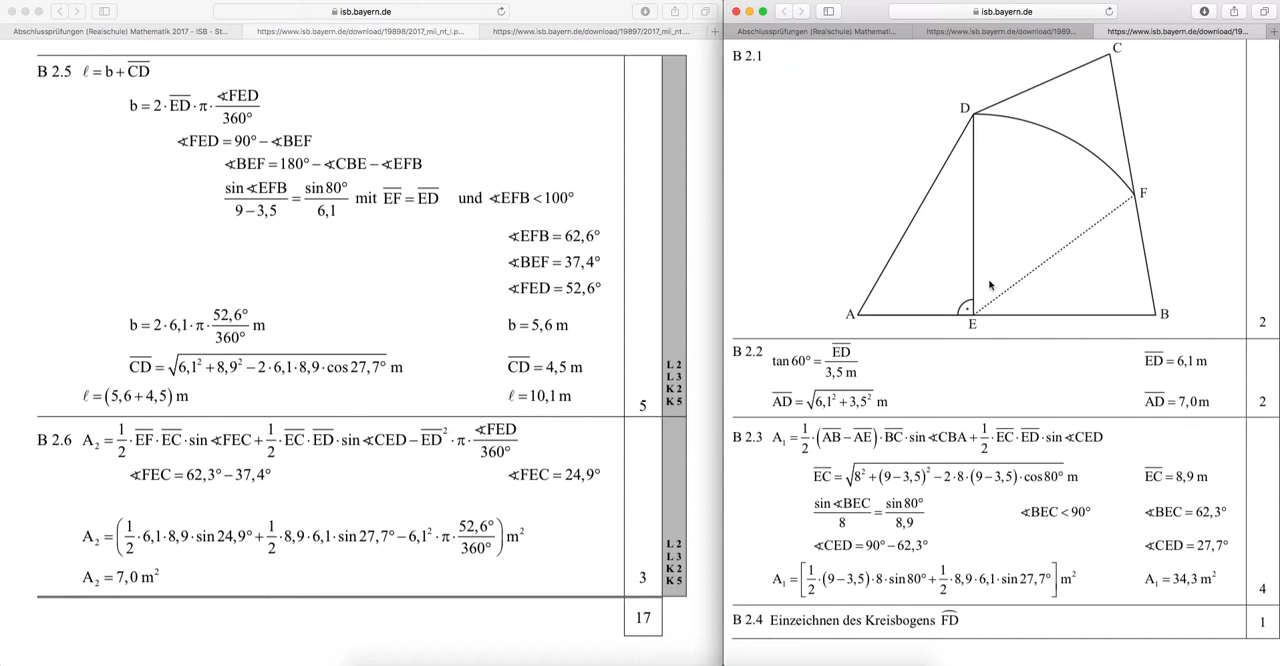 isb.bayern.de
Abschlussprüfungen (Realschule) Mathematik 2017 - ISB - St...
https://www.isb.bayern.de/download/19898/2017_mil_nt_i.p...
https://www.isb.bayern.de/download/19897/2017_mil_nt....
B 2.5 ℓ = b + CD
b = 2 · ED · π · ∢FED / 360°
∢FED = 90° − ∢BEF
∢BEF = 180° − ∢CBE − ∢EFB
sin ∢EFB / (9 − 3,5) = sin 80° / 6,1 mit EF = ED und ∢EFB < 100°
∢EFB = 62,6°
∢BEF = 37,4°
∢FED = 52,6°
b = 2 · 6,1 · π · 52,6° / 360° m b = 5,6 m
CD = √(6,1² + 8,9² − 2 · 6,1 · 8,9 · cos 27,7°) m CD = 4,5 m
ℓ = (5,6 + 4,5) m ℓ = 10,1 m
5
L 2
L 3
K 2
K 5
B 2.6 A₂ = 1/2 · EF · EC · sin ∢FEC + 1/2 · EC · ED · sin ∢CED − ED² · π · ∢FED / 360°
∢FEC = 62,3° − 37,4° ∢FEC = 24,9°
A₂ = (1/2 · 6,1 · 8,9 · sin 24,9° + 1/2 · 8,9 · 6,1 · sin 27,7° − 6,1² · π · 52,6° / 360°) m²
A₂ = 7,0 m²
3
L 2
L 3
K 2
K 5
17
isb.bayern.de
Abschlussprüfungen (Realschule) Mathemati...
https://www.isb.bayern.de/download/1989...
https://www.isb.bayern.de/download/19...
B 2.1
C
D
F
A
E
B
2
B 2.2 tan 60° = ED / 3,5 m ED = 6,1 m
AD = √(6,1² + 3,5²) m AD = 7,0 m
2
B 2.3 A₁ = 1/2 · (AB − AE) · BC · sin ∢CBA + 1/2 · EC · ED · sin ∢CED
EC = √(8² + (9 − 3,5)² − 2 · 8 · (9 − 3,5) · cos 80°) m EC = 8,9 m
sin ∢BEC / 8 = sin 80° / 8,9 ∢BEC < 90° ∢BEC = 62,3°
∢CED = 90° − 62,3° ∢CED = 27,7°
A₁ = [1/2 · (9 − 3,5) · 8 · sin 80° + 1/2 · 8,9 · 6,1 · sin 27,7°] m² A₁ = 34,3 m²
4
B 2.4 Einzeichnen des Kreisbogens FD
1